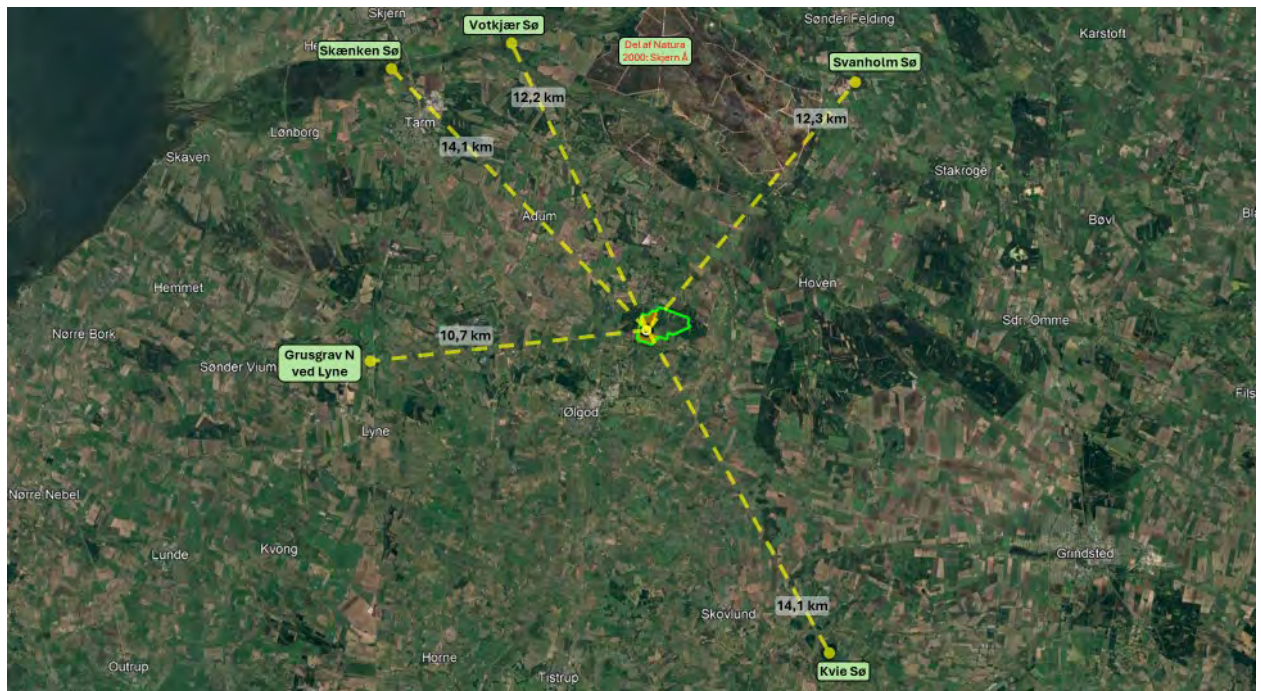 Skjern
Votkjær Sø
Sønder Felding
Karstoft
Skænken Sø
Del af Natura
2000: Skjern Å
Svanholm Sø
12,2 km
12,3 km
Tarm
Lønborg
14,1 km
Skaven
Stakroge
Adum
Bøvl
Hoven
Hemmet
Sdr. Omme
Nørre Bork
10,7 km
Grusgrav N
ved Lyne
Sønder Vium
Ølgod
Fils
Lyne
Nørre Nebel
Lunde
Kvong
Grindsted
14,1 km
Skovlund
Horne
Outrup
Tistrup
Kvie Sø